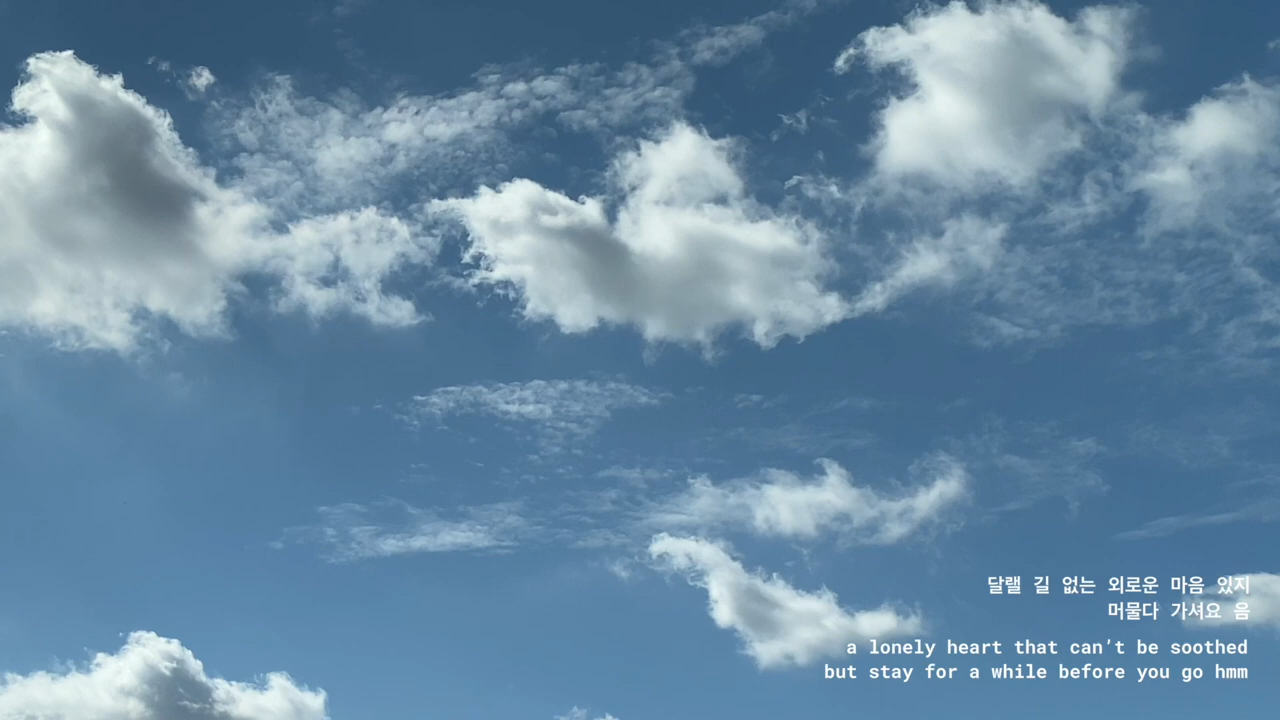 달랠 길 없는 외로운 마음 있지
머물다 가셔요 음
a lonely heart that can’t be soothed
but stay for a while before you go hmm